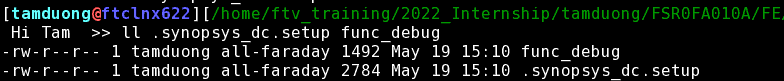 [tamduong@ftclnx622][/home/ftv_training/2022_Internship/tamduong/FSR0FA010A/FE/
Hi Tam >> ll .synopsys_dc.setup func_debug
-rw-r--r-- 1 tamduong all-faraday 1492 May 19 15:10 func_debug
-rw-r--r-- 1 tamduong all-faraday 2784 May 19 15:10 .synopsys_dc.setup